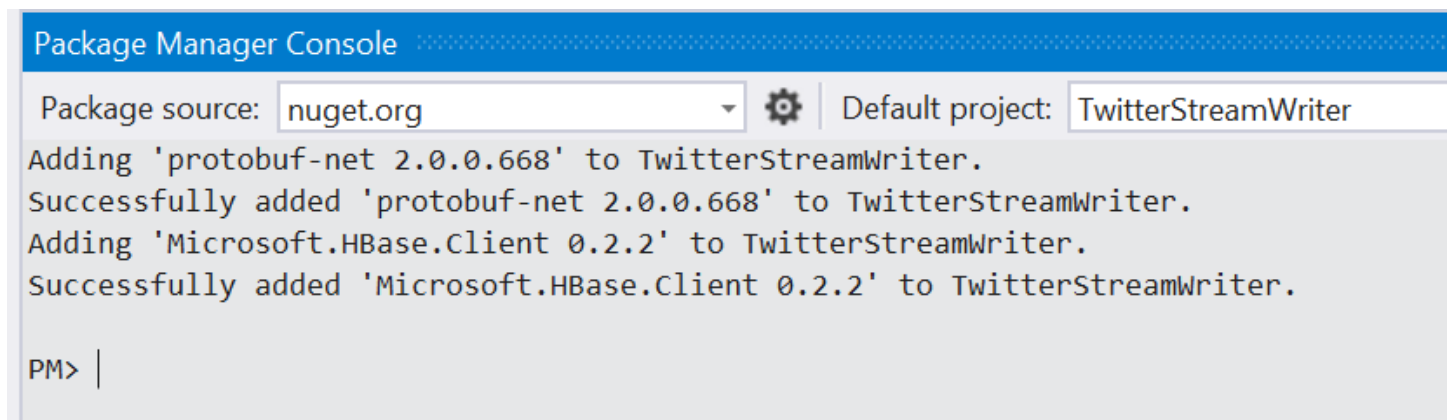 Package Manager Console
Package source: nuget.org Default project: TwitterStreamWriter
Adding 'protobuf-net 2.0.0.668' to TwitterStreamWriter.
Successfully added 'protobuf-net 2.0.0.668' to TwitterStreamWriter.
Adding 'Microsoft.HBase.Client 0.2.2' to TwitterStreamWriter.
Successfully added 'Microsoft.HBase.Client 0.2.2' to TwitterStreamWriter.
PM>